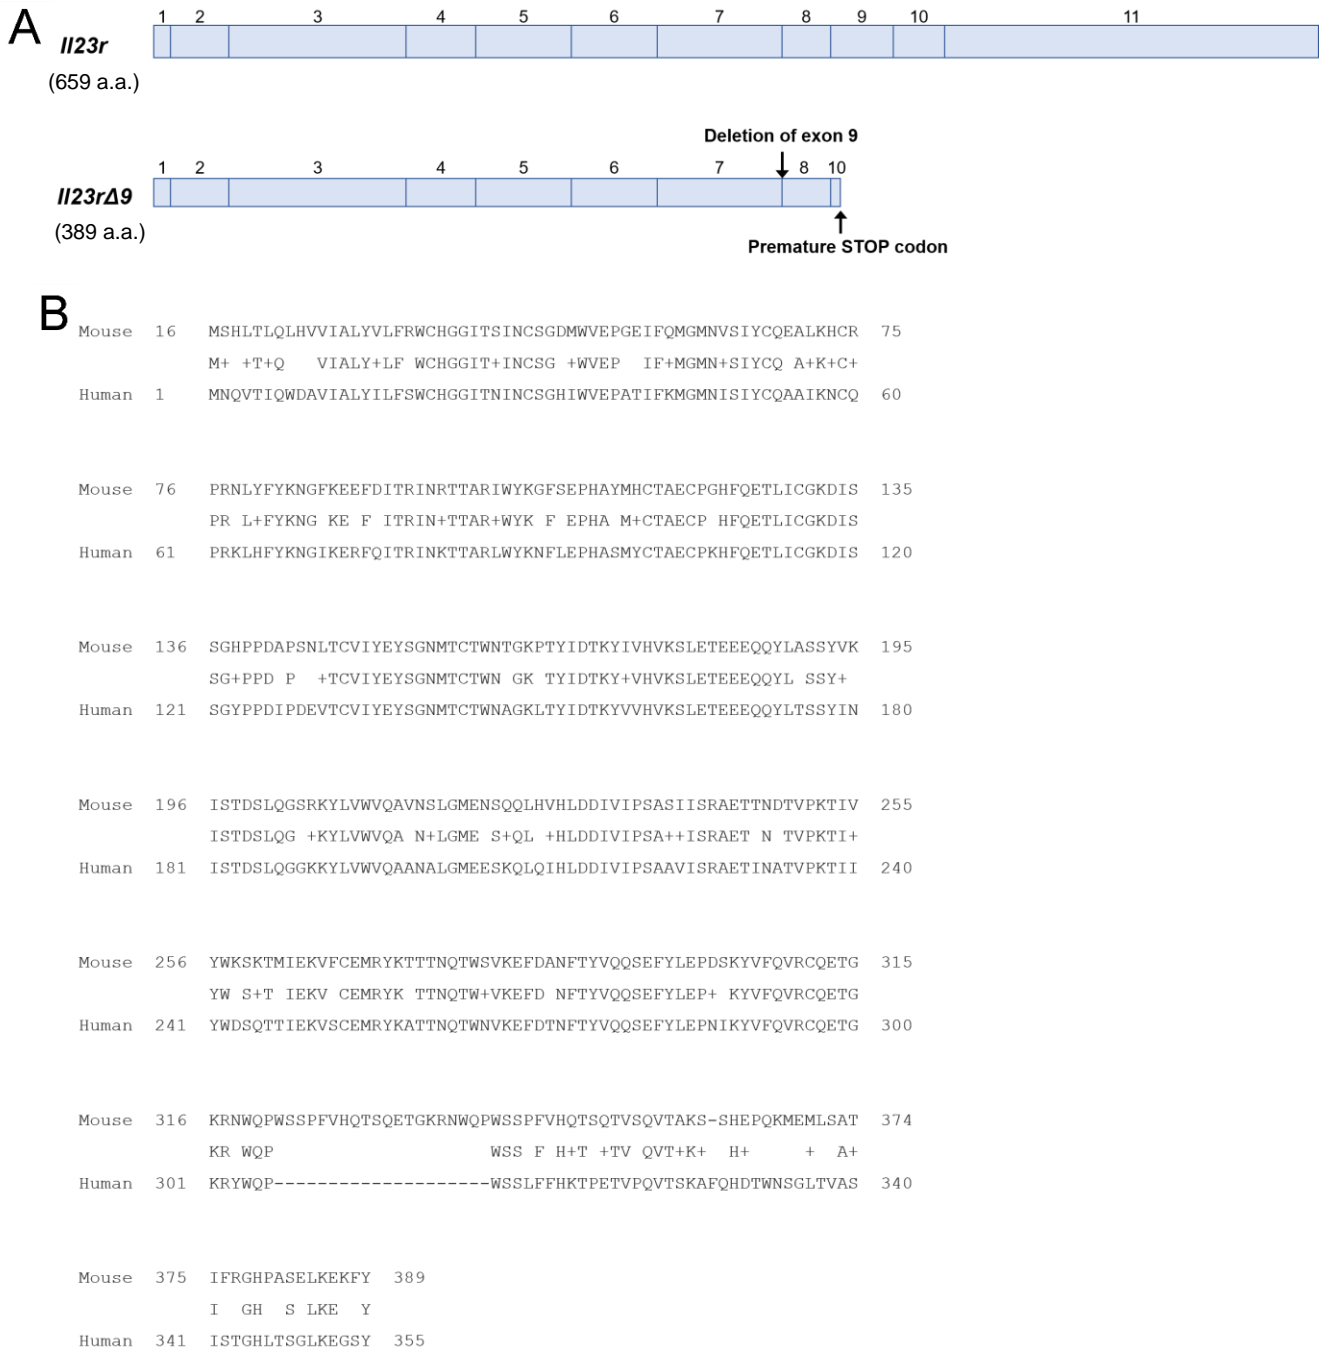 A
1 2 3 4 5 6 7 8 9 10 11
Il23r
(659 a.a.)
Deletion of exon 9
1 2 3 4 5 6 7 8 10
Il23rΔ9
(389 a.a.)
Premature STOP codon
B
Mouse 16 MSHLTLQLHVVIALYVLFRWCHGGITSINCSGDMWVEPGEIFQMGMNVSIYCQEALKHCR 75
M+ +T+Q   VIALY+LF WCHGGIT+INCSG +WVEP  IF+MGMN+SIYCQ A+K+C+
Human 1 MNQVTIQWDAVIALYILFSWCHGGITNINCSGHIWVEPATIFKMGMNISIYCQAAIKNCQ 60
Mouse 76 PRNLYFYKNGFKEEFDITRINRTTARIWYKGFSEPHAYMHCTAECPGHFQETLICGKDIS 135
PR L+FYKNG KE F ITRIN+TTAR+WYK F EPHA M+CTAECP HFQETLICGKDIS
Human 61 PRKLHFYKNGIKERFQITRINKTTARLWYKNFLEPHASMYCTAECPKHFQETLICGKDIS 120
Mouse 136 SGHPPDAPSNLTCVIYEYSGNMTCTWNTGKPTYIDTKYIVHVKSLETEEEQQYLASSYVK 195
SG+PPD P  +TCVIYEYSGNMTCTWN GK TYIDTKY+VHVKSLETEEEQQYL SSY+
Human 121 SGYPPDIPDEVTCVIYEYSGNMTCTWNAGKLTYIDTKYVVHVKSLETEEEQQYLTSSYIN 180
Mouse 196 ISTDSLQGSRKYLVWVQAVNSLGMENSQQLHVHLDDIVIPSASIISRAETTNDTVPKTIV 255
ISTDSLQG +KYLVWVQA N+LGME S+QL +HLDDIVIPSA++ISRAET N TVPKTI+
Human 181 ISTDSLQGGKKYLVWVQAANALGMEESKQLQIHLDDIVIPSAAVISRAETINATVPKTII 240
Mouse 256 YWKSKTMIEKVFCEMRYKTTTNQTWSVKEFDANFTYVQQSEFYLEPDSKYVFQVRCQETG 315
YW S+T IEKV CEMRYK TTNQTW+VKEFD NFTYVQQSEFYLEP+ KYVFQVRCQETG
Human 241 YWDSQTTIEKVSCEMRYKATTNQTWNVKEFDTNFTYVQQSEFYLEPNIKYVFQVRCQETG 300
Mouse 316 KRNWQPWSSPFVHQTSQETGKRNWQPWSSPFVHQTSQTVSQVTAKS-SHEPQKMEMLSAT 374
KR WQP                    WSS F H+T +TV QVT+K+  H+     +  A+
Human 301 KRYWQP--------------------WSSLFFHKTPETVPQVTSKAFQHDTWNSGLTVAS 340
Mouse 375 IFRGHPASELKEKFY 389
I  GH  S LKE  Y
Human 341 ISTGHLTSGLKEGSY 355